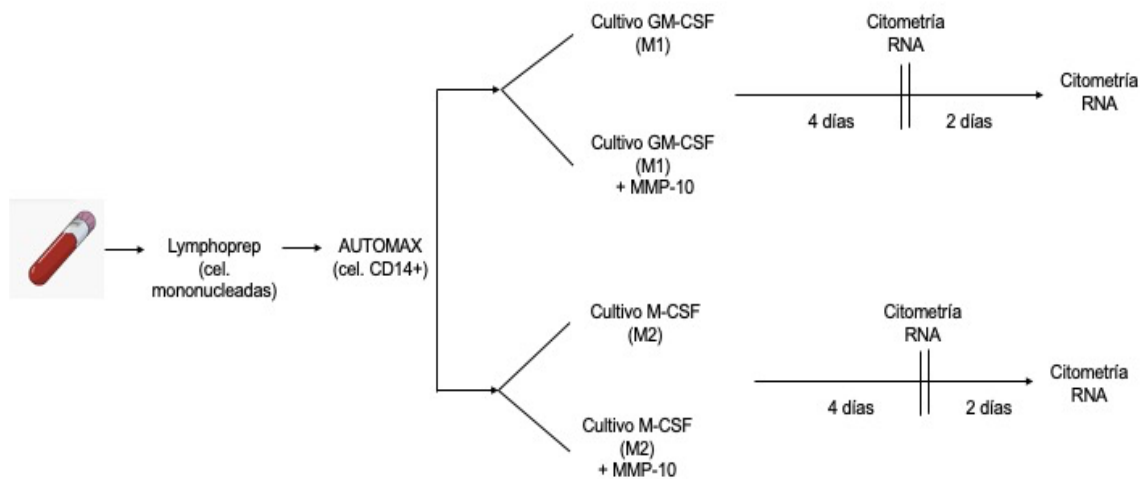 Cultivo GM-CSF
(M1)
Citometría
RNA
Citometría
RNA
4 días
2 días
Cultivo GM-CSF
(M1)
+ MMP-10
Lymphoprep
(cel.
mononucleadas)
AUTOMAX
(cel. CD14+)
Cultivo M-CSF
(M2)
Citometría
RNA
Citometría
RNA
4 días
2 días
Cultivo M-CSF
(M2)
+ MMP-10